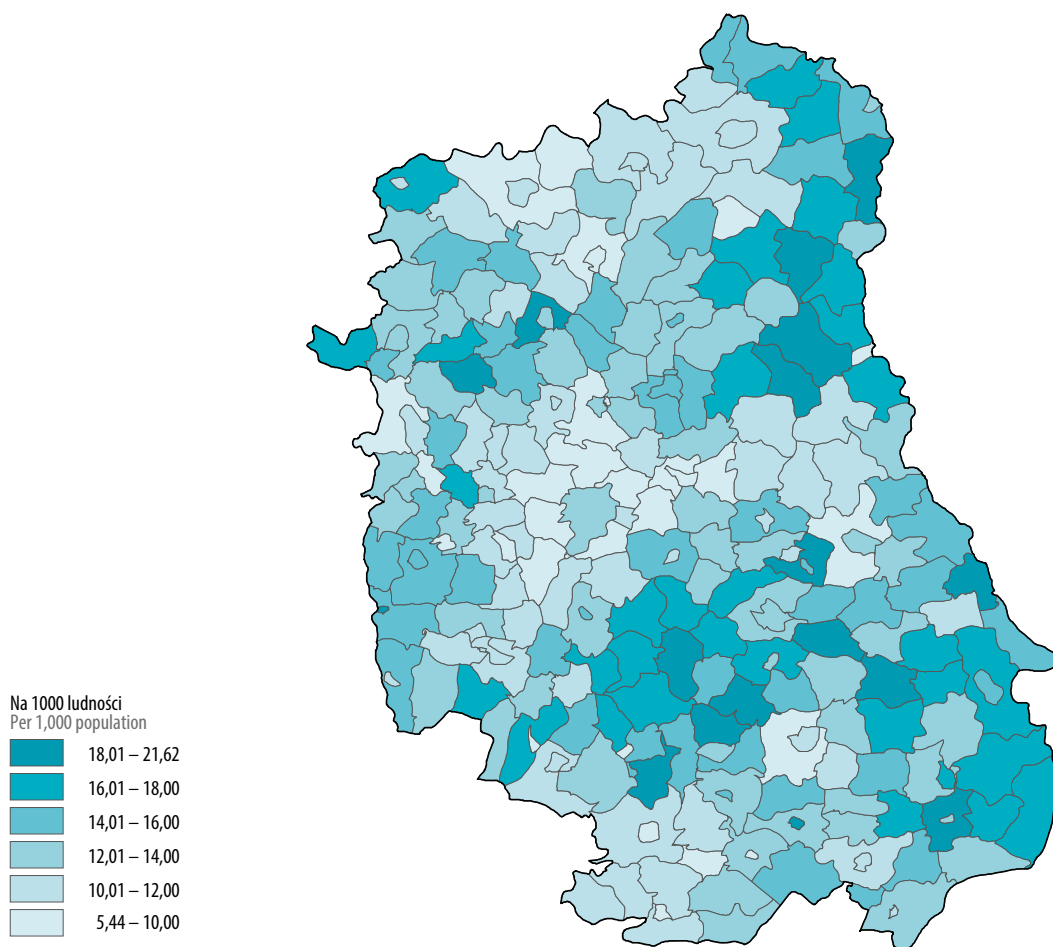 Na 1000 ludności
Per 1,000 population
18,01 – 21,62
16,01 – 18,00
14,01 – 16,00
12,01 – 14,00
10,01 – 12,00
5,44 – 10,00